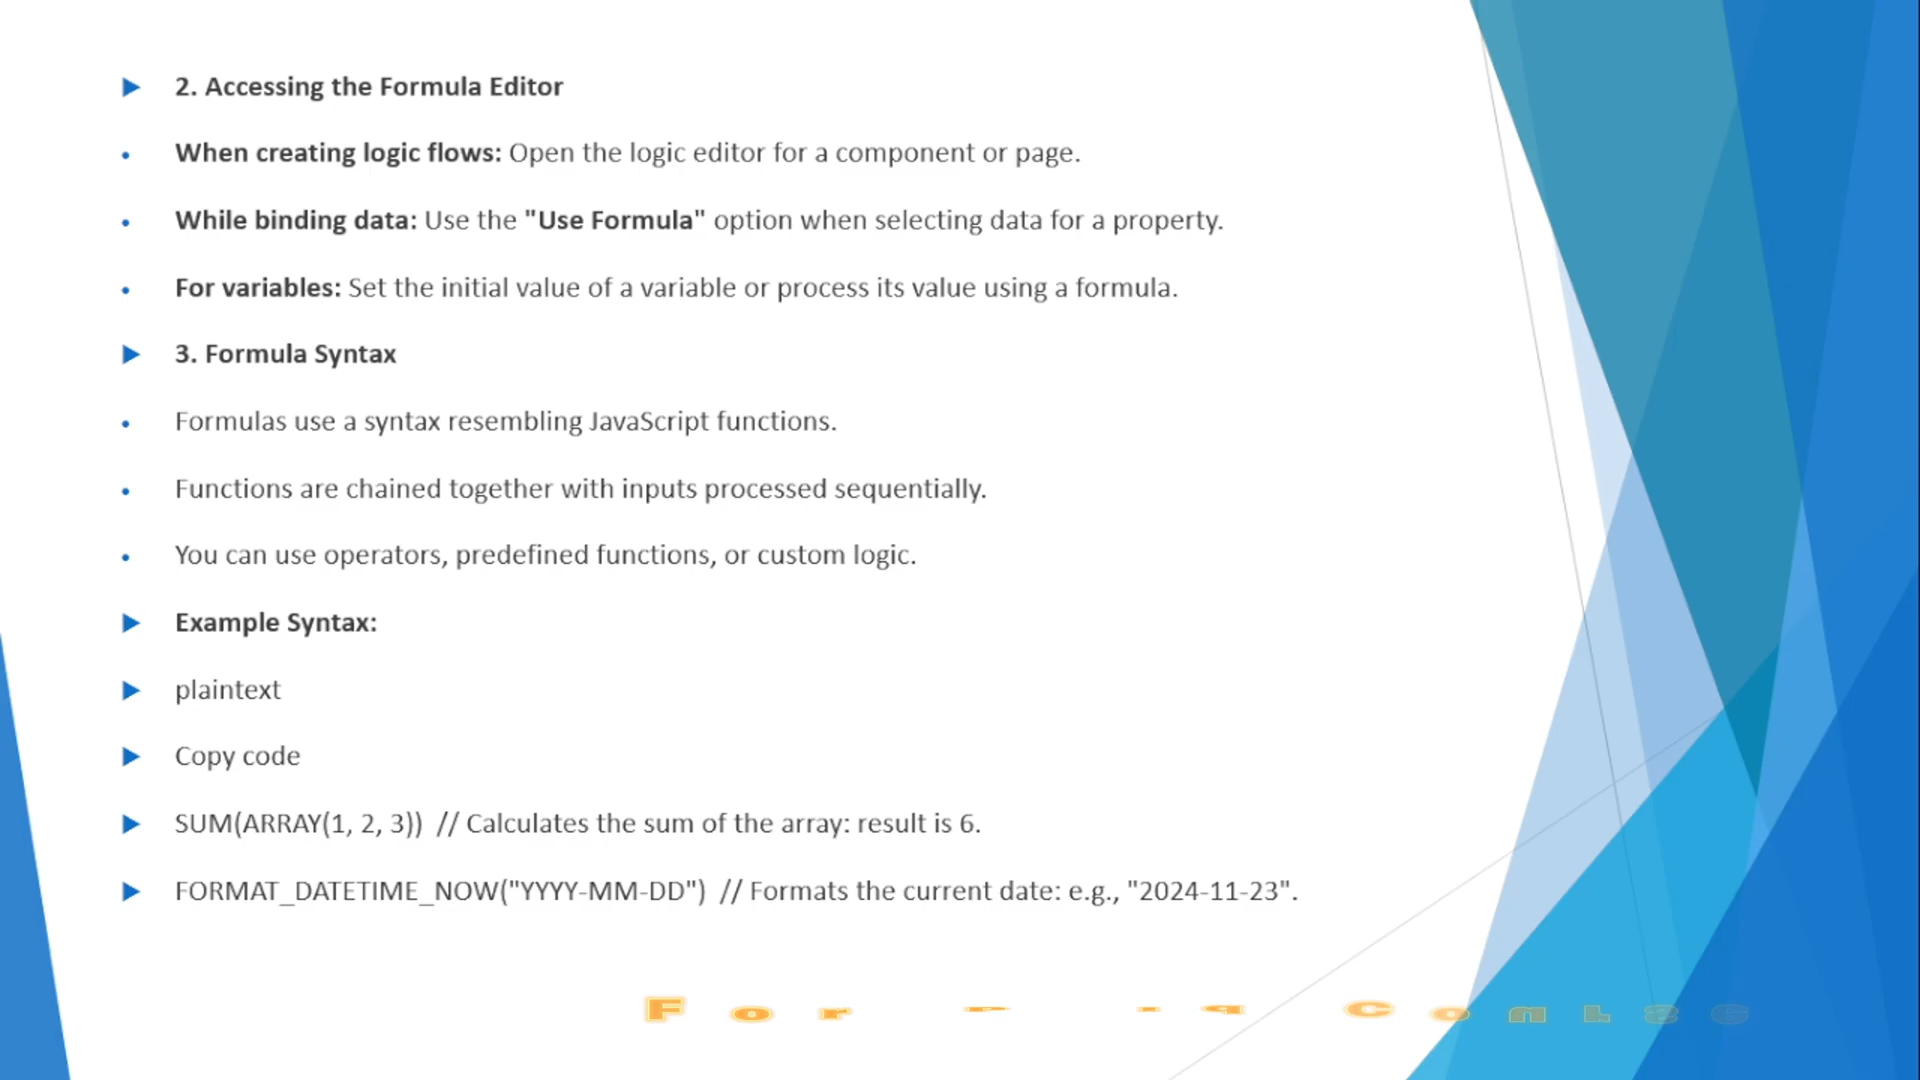 2. Accessing the Formula Editor
When creating logic flows: Open the logic editor for a component or page.
While binding data: Use the "Use Formula" option when selecting data for a property.
For variables: Set the initial value of a variable or process its value using a formula.
3. Formula Syntax
Formulas use a syntax resembling JavaScript functions.
Functions are chained together with inputs processed sequentially.
You can use operators, predefined functions, or custom logic.
Example Syntax:
plaintext
Copy code
SUM(ARRAY(1, 2, 3)) // Calculates the sum of the array: result is 6.
FORMAT_DATETIME_NOW("YYYY-MM-DD") // Formats the current date: e.g., "2024-11-23".
For